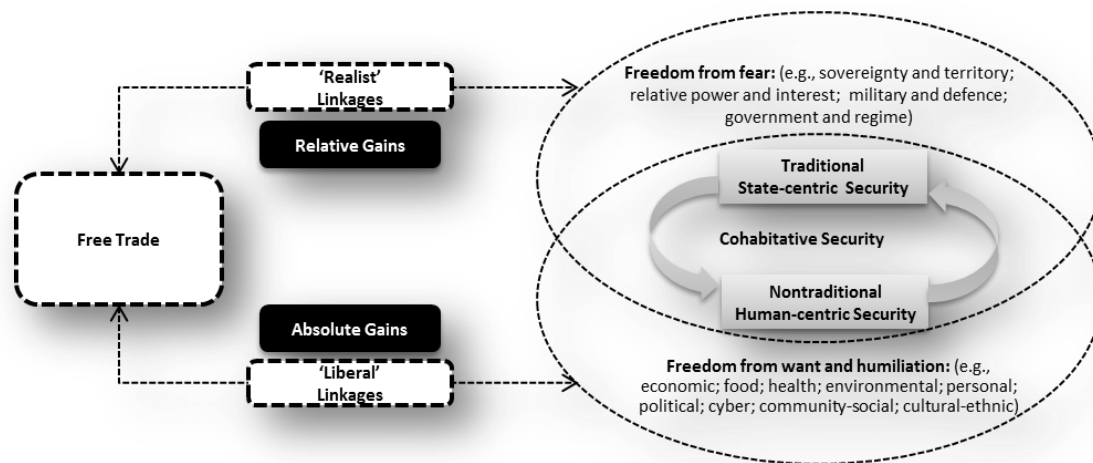 'Realist'
Linkages
Relative Gains
Free Trade
Absolute Gains
'Liberal'
Linkages
Freedom from fear: (e.g., sovereignty and territory;
relative power and interest; military and defence;
government and regime)
Traditional
State-centric Security
Cohabitative Security
Nontraditional
Human-centric Security
Freedom from want and humiliation: (e.g.,
economic; food; health; environmental; personal;
political; cyber; community-social; cultural-ethnic)